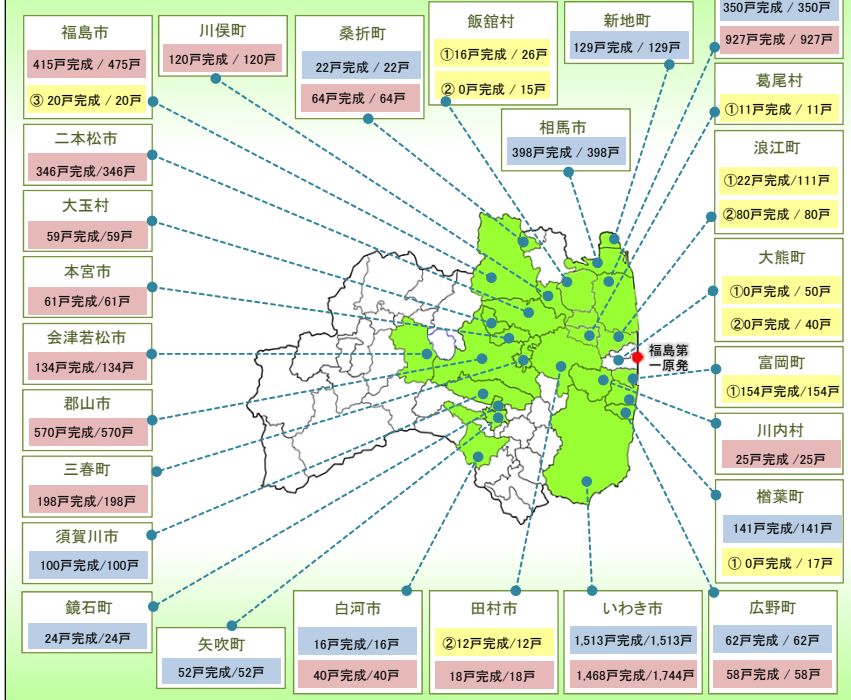 350戸完成 / 350戸
927戸完成 / 927戸
福島市
415戸完成 / 475戸
③ 20戸完成 / 20戸
川俣町
120戸完成 / 120戸
桑折町
22戸完成 / 22戸
64戸完成 / 64戸
飯舘村
①16戸完成 / 26戸
② 0戸完成 / 15戸
新地町
129戸完成 / 129戸
相馬市
398戸完成 / 398戸
葛尾村
①11戸完成 / 11戸
浪江町
①22戸完成/111戸
②80戸完成 / 80戸
大熊町
①0戸完成 / 50戸
②0戸完成 / 40戸
富岡町
①154戸完成/154戸
川内村
25戸完成 / 25戸
楢葉町
141戸完成/141戸
① 0戸完成 / 17戸
二本松市
346戸完成/346戸
大玉村
59戸完成/59戸
本宮市
61戸完成/61戸
会津若松市
134戸完成/134戸
郡山市
570戸完成/570戸
三春町
198戸完成/198戸
須賀川市
100戸完成/100戸
鏡石町
24戸完成/24戸
矢吹町
52戸完成/52戸
白河市
16戸完成/16戸
40戸完成/40戸
田村市
②12戸完成/12戸
18戸完成/18戸
いわき市
1,513戸完成/1,513戸
1,468戸完成/1,744戸
広野町
62戸完成 / 62戸
58戸完成 / 58戸
福島第
一原発